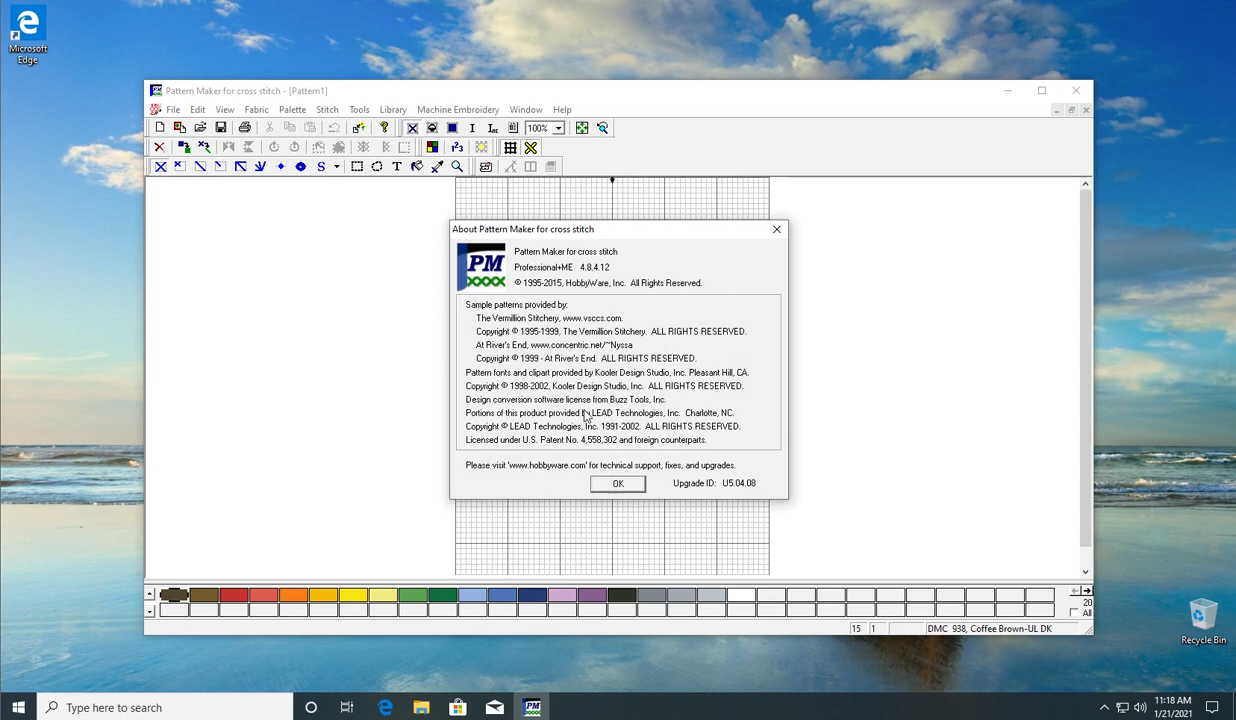 Microsoft
Edge
PM
Pattern Maker for cross stitch - [Pattern1]
File Edit View Fabric Palette Stitch Tools Library Machine Embroidery Window Help
100%
1²3
S T
About Pattern Maker for cross stitch
Pattern Maker for cross stitch
PM
Professional+ME 4.8.4.12
© 1995-2015, HobbyWare, Inc. All Rights Reserved.
Sample patterns provided by:
The Vermillion Stitchery, www.vsccs.com.
Copyright © 1995-1999, The Vermillion Stitchery. ALL RIGHTS RESERVED.
At River's End, www.concentric.net/~Nyssa
Copyright © 1999 - At River's End. ALL RIGHTS RESERVED.
Pattern fonts and clipart provided by Kooler Design Studio, Inc. Pleasant Hill, CA.
Copyright © 1998-2002, Kooler Design Studio, Inc. ALL RIGHTS RESERVED.
Design conversion software license from Buzz Tools, Inc.
Portions of this product provided by LEAD Technologies, Inc. Charlotte, NC.
Copyright © LEAD Technologies, Inc. 1991-2002. ALL RIGHTS RESERVED.
Licensed under U.S. Patent No. 4,558,302 and foreign counterparts.
Please visit 'www.hobbyware.com' for technical support, fixes, and upgrades.
OK Upgrade ID: U5.04.08
20
All
15 1 DMC 938, Coffee Brown-UL DK
Recycle Bin
Type here to search
PM
11:18 AM
1/21/2021